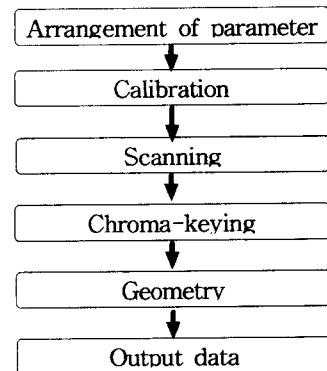 Arrangement of parameter
Calibration
Scanning
Chroma-keying
Geometry
Output data